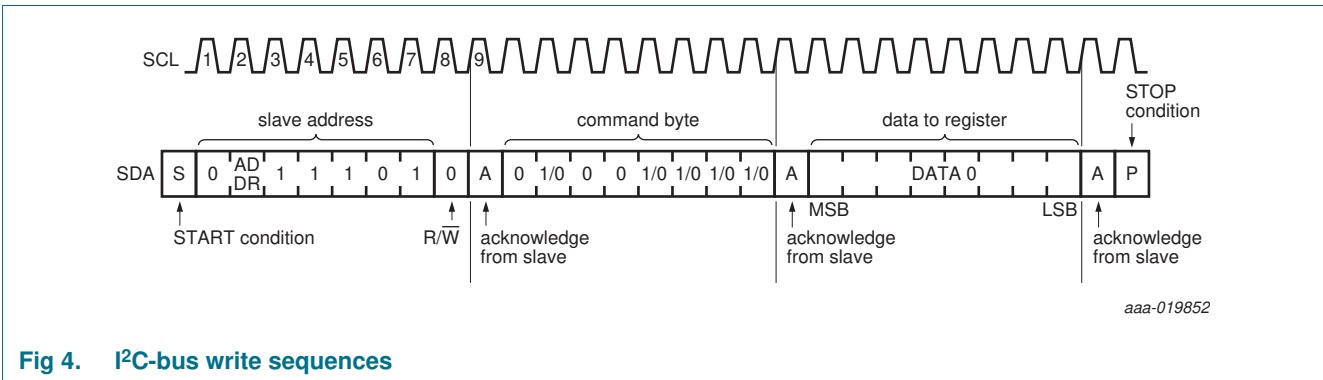 SCL 1 2 3 4 5 6 7 8 9
STOP
condition
slave address command byte data to register
SDA S 0 AD 1 1 1 0 1 0 A 0 1/0 0 0 1/0 1/0 1/0 1/0 A DATA 0 A P
DR
MSB LSB
START condition R/W̅ acknowledge acknowledge acknowledge
from slave from slave from slave
aaa-019852
Fig 4. I²C-bus write sequences